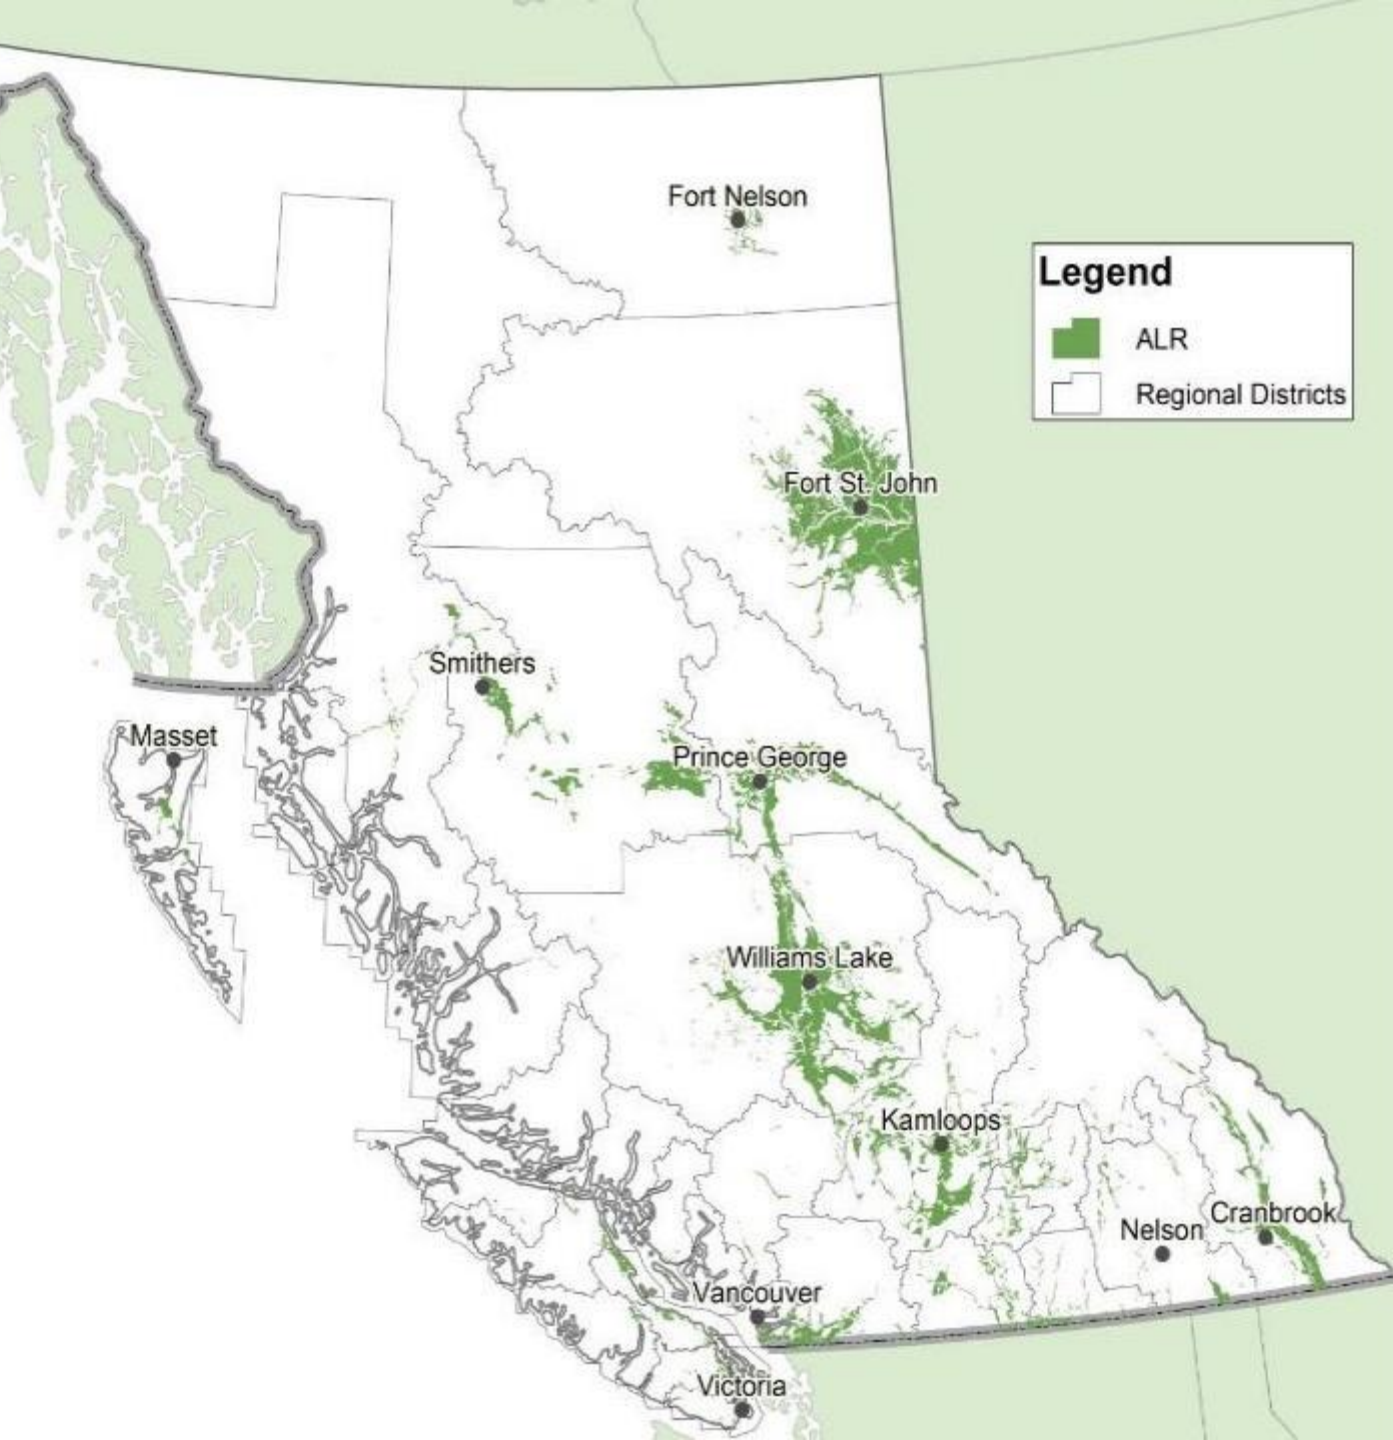 Fort Nelson
Legend
ALR
Regional Districts
Fort St. John
Smithers
Masset
Prince George
Williams Lake
Kamloops
Cranbrook
Nelson
Vancouver
Victoria